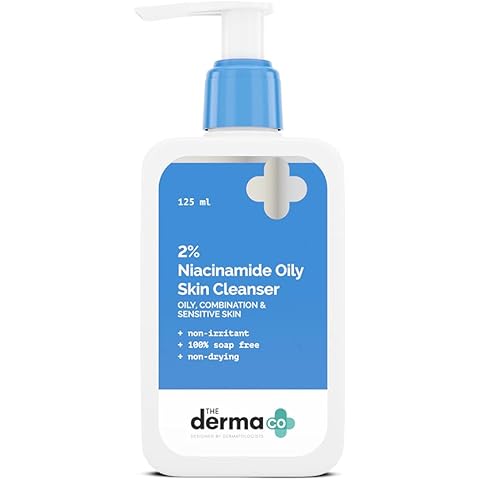 125 ml
2%
Niacinamide Oily
Skin Cleanser
OILY, COMBINATION &
SENSITIVE SKIN
+ non-irritant
+ 100% soap free
+ non-drying
THE
derma co
DESIGNED BY DERMATOLOGISTS